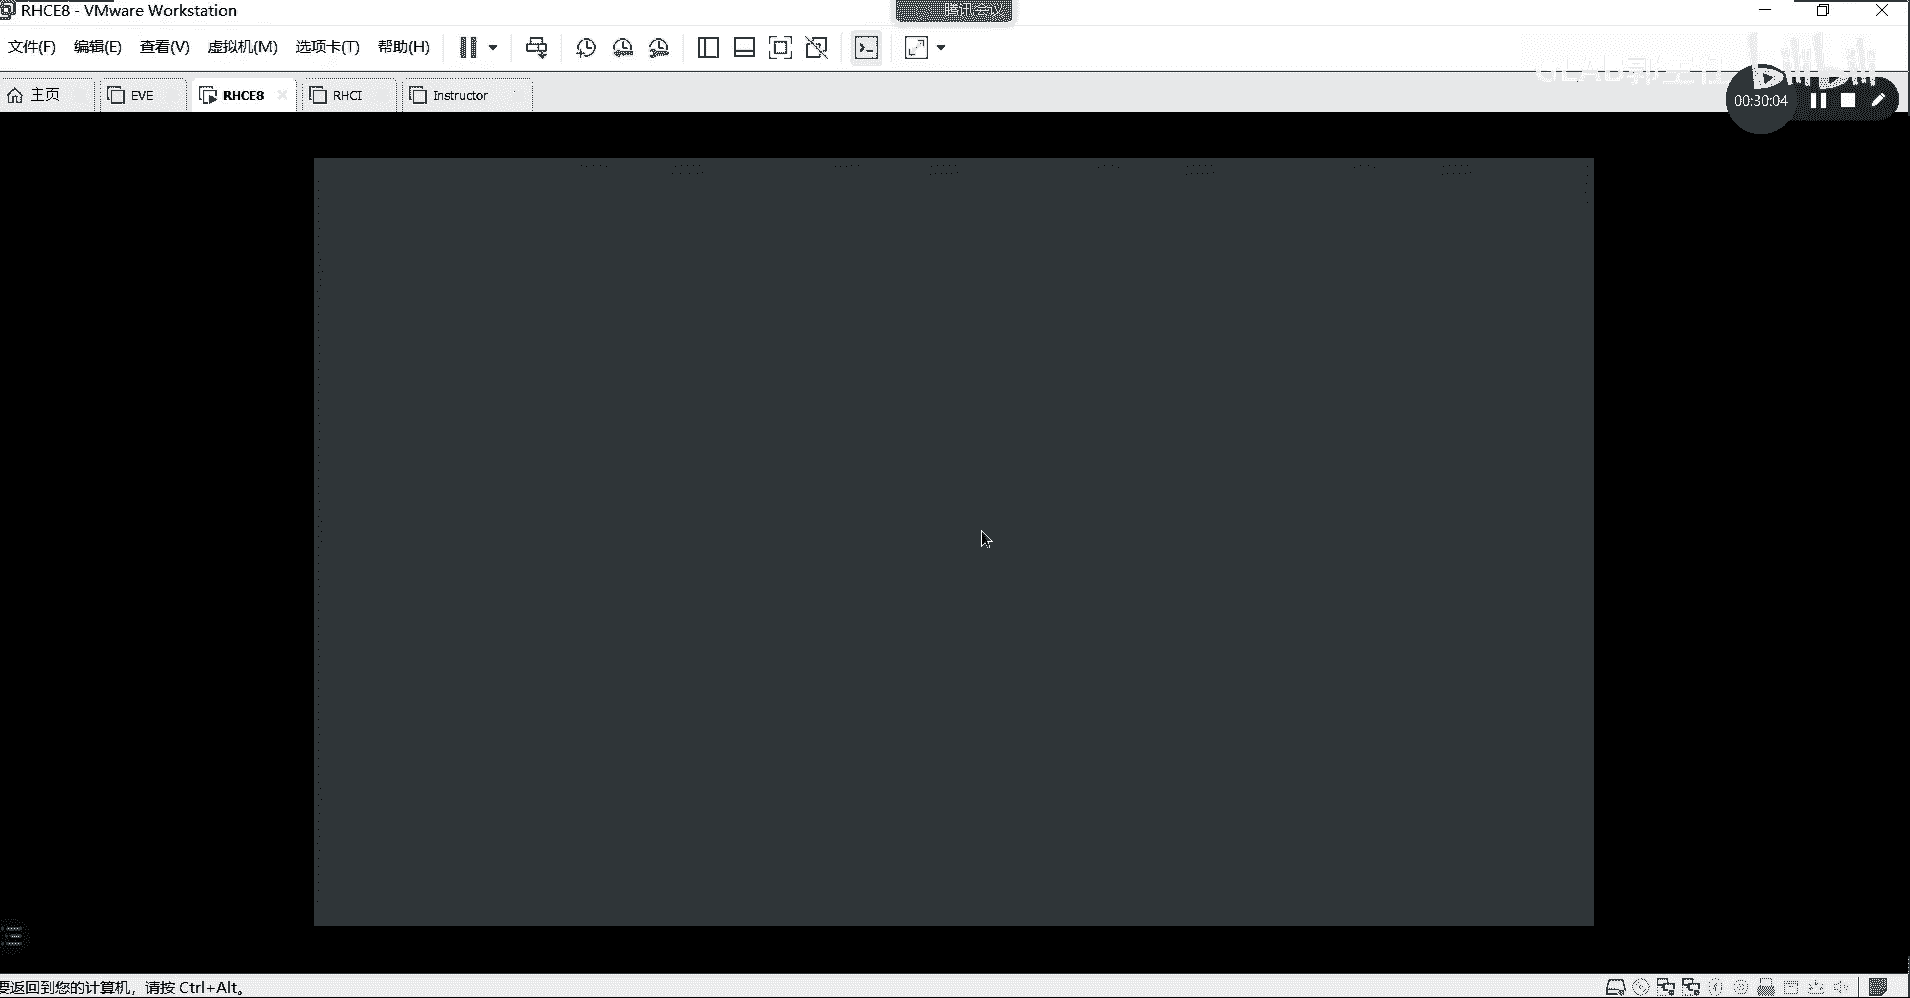 RHCE8 - VMware Workstation
腾讯会议
文件(F) 编辑(E) 查看(V) 虚拟机(M) 选项卡(T) 帮助(H)
主页 EVE RHCE8 RHCI Instructor
bilibili
00:30:04
要返回到您的计算机，请按 Ctrl+Alt。